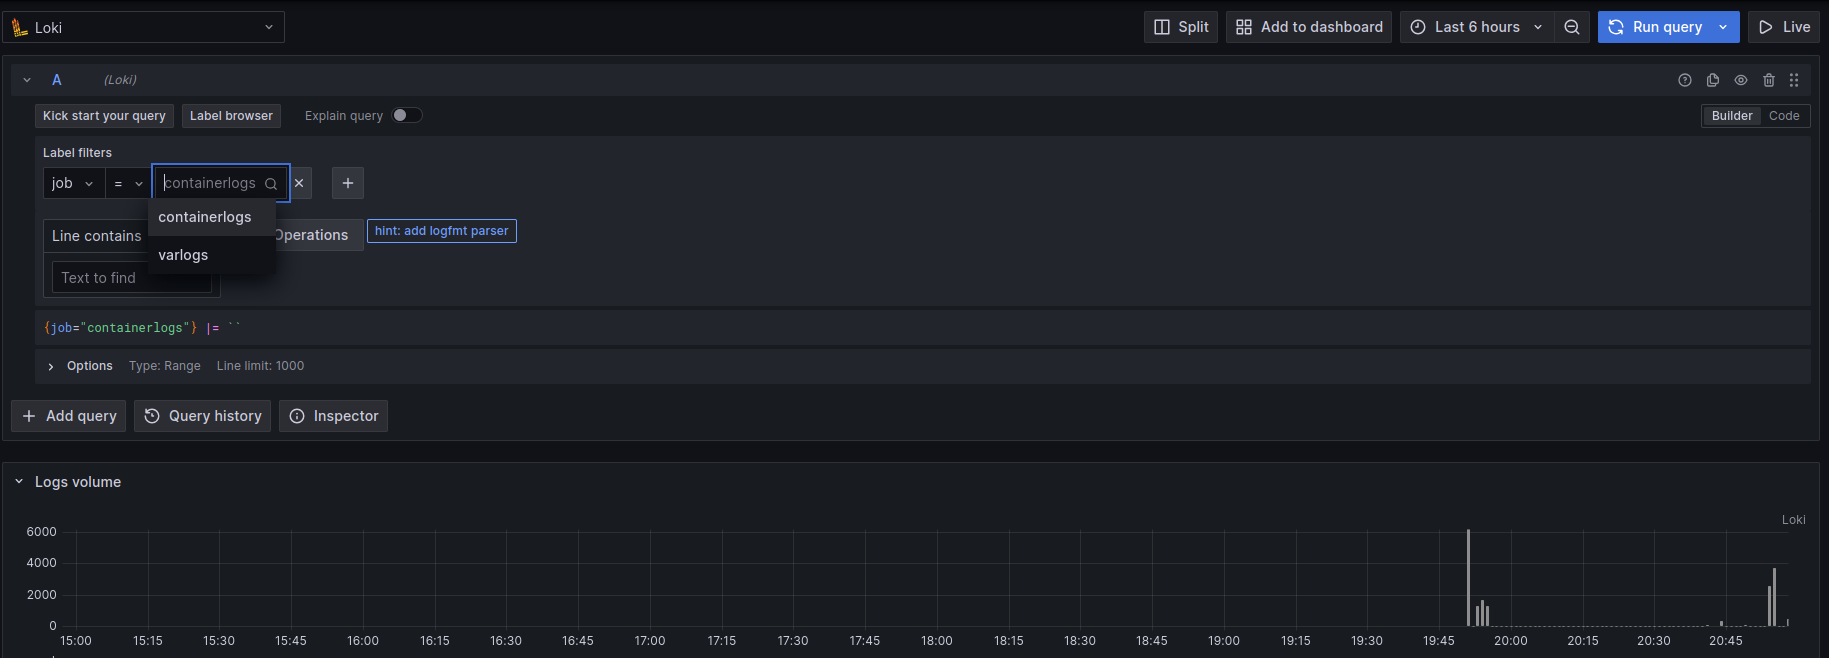 Loki Split Add to dashboard Last 6 hours Run query Live
A (Loki)
Kick start your query Label browser Explain query Builder Code
Label filters
job = containerlogs
containerlogs
Line contains Operations hint: add logfmt parser
varlogs
Text to find
{job="containerlogs"} |= ``
Options Type: Range Line limit: 1000
Add query Query history Inspector
Logs volume
Loki
6000
4000
2000
0
15:00 15:15 15:30 15:45 16:00 16:15 16:30 16:45 17:00 17:15 17:30 17:45 18:00 18:15 18:30 18:45 19:00 19:15 19:30 19:45 20:00 20:15 20:30 20:45